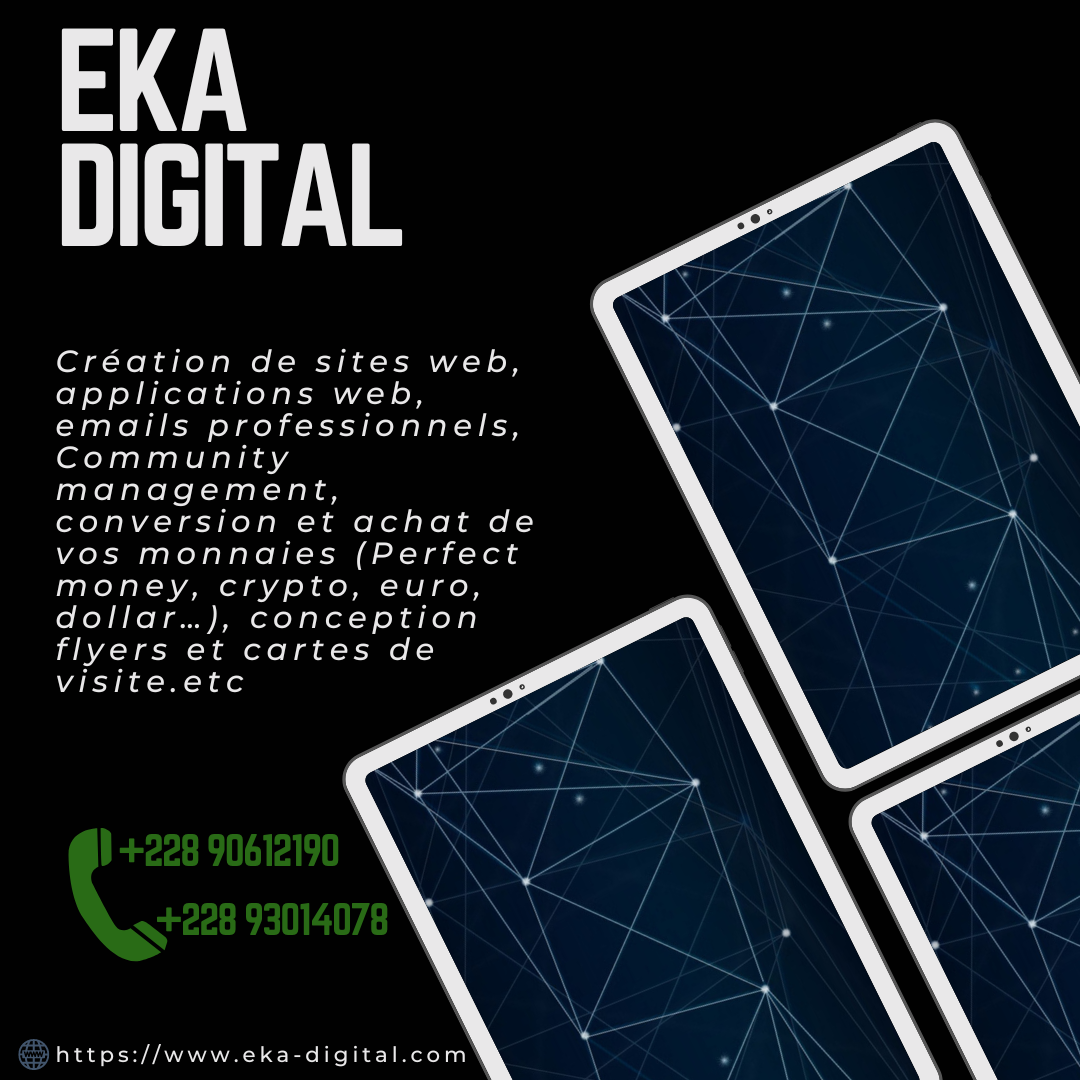 EKA
DIGITAL
Création de sites web,
applications web,
emails professionnels,
Community
management,
conversion et achat de
vos monnaies (Perfect
money, crypto, euro,
dollar…), conception
flyers et cartes de
visite.etc
+228 90612190
+228 93014078
https://www.eka-digital.com